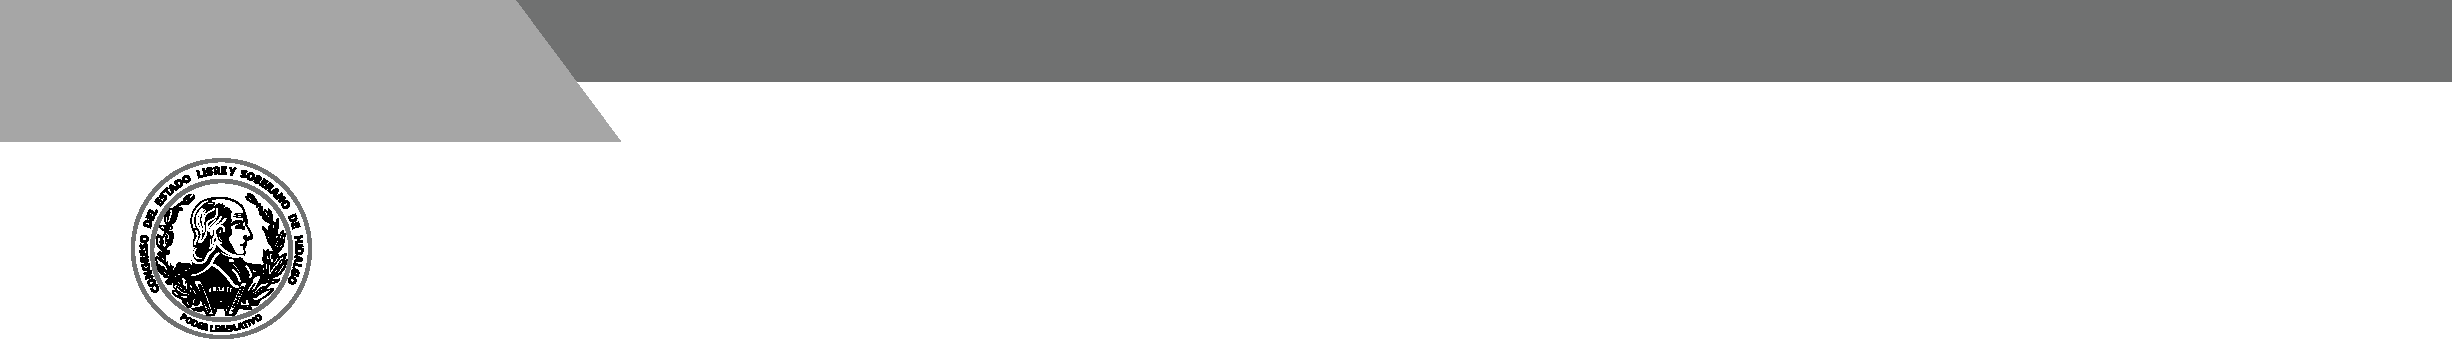 CONGRESO DEL ESTADO LIBRE Y SOBERANO DE HIDALGO
PODER LEGISLATIVO